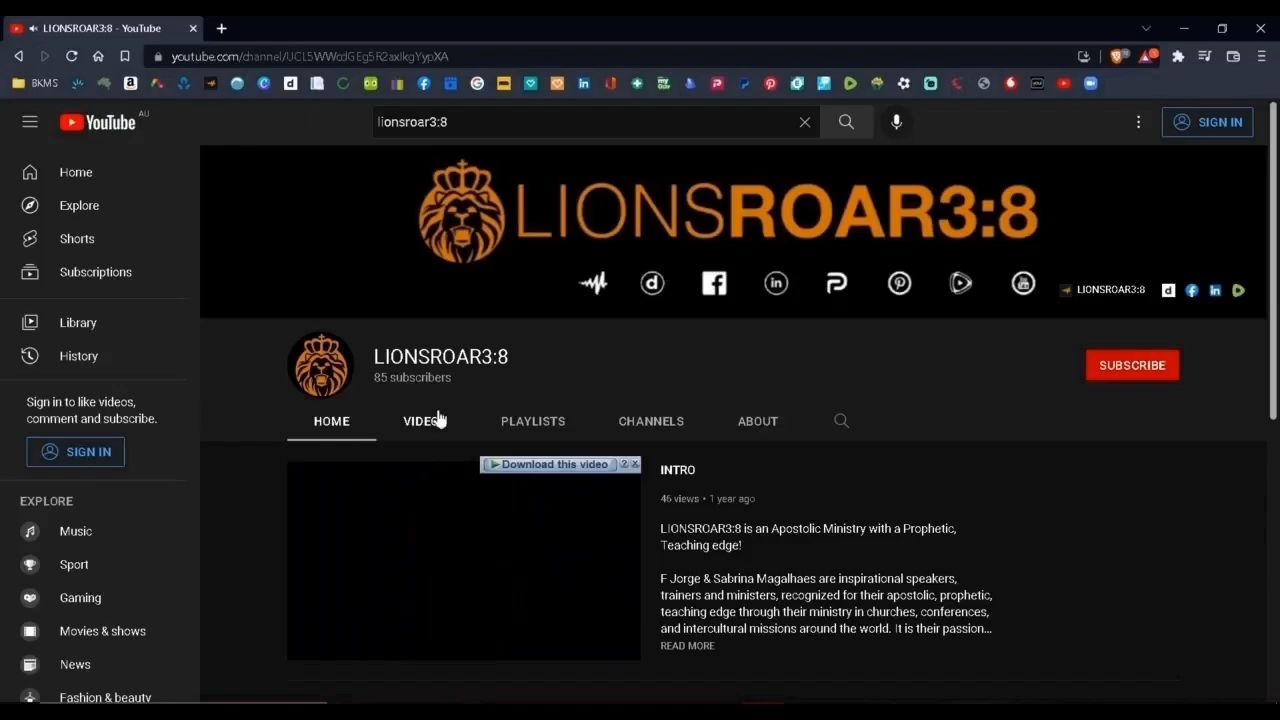 LIONSROAR3:8 - YouTube
youtube.com/channel/UCL5WWcdGEg5R2axlkgYypXA
BKMS
YouTube AU
lionsroar3:8
SIGN IN
Home
Explore
Shorts
Subscriptions
Library
History
Sign in to like videos,
comment and subscribe.
SIGN IN
EXPLORE
Music
Sport
Gaming
Movies & shows
News
Fashion & beauty
LIONSROAR3:8
LIONSROAR3:8
LIONSROAR3:8
85 subscribers
SUBSCRIBE
HOME
PLAYLISTS
CHANNELS
ABOUT
Download this video
INTRO
46 views • 1 year ago
LIONSROAR3:8 is an Apostolic Ministry with a Prophetic,
Teaching edge!
F Jorge & Sabrina Magalhaes are inspirational speakers,
trainers and ministers, recognized for their apostolic, prophetic,
teaching edge through their ministry in churches, conferences,
and intercultural missions around the world. It is their passion...
READ MORE